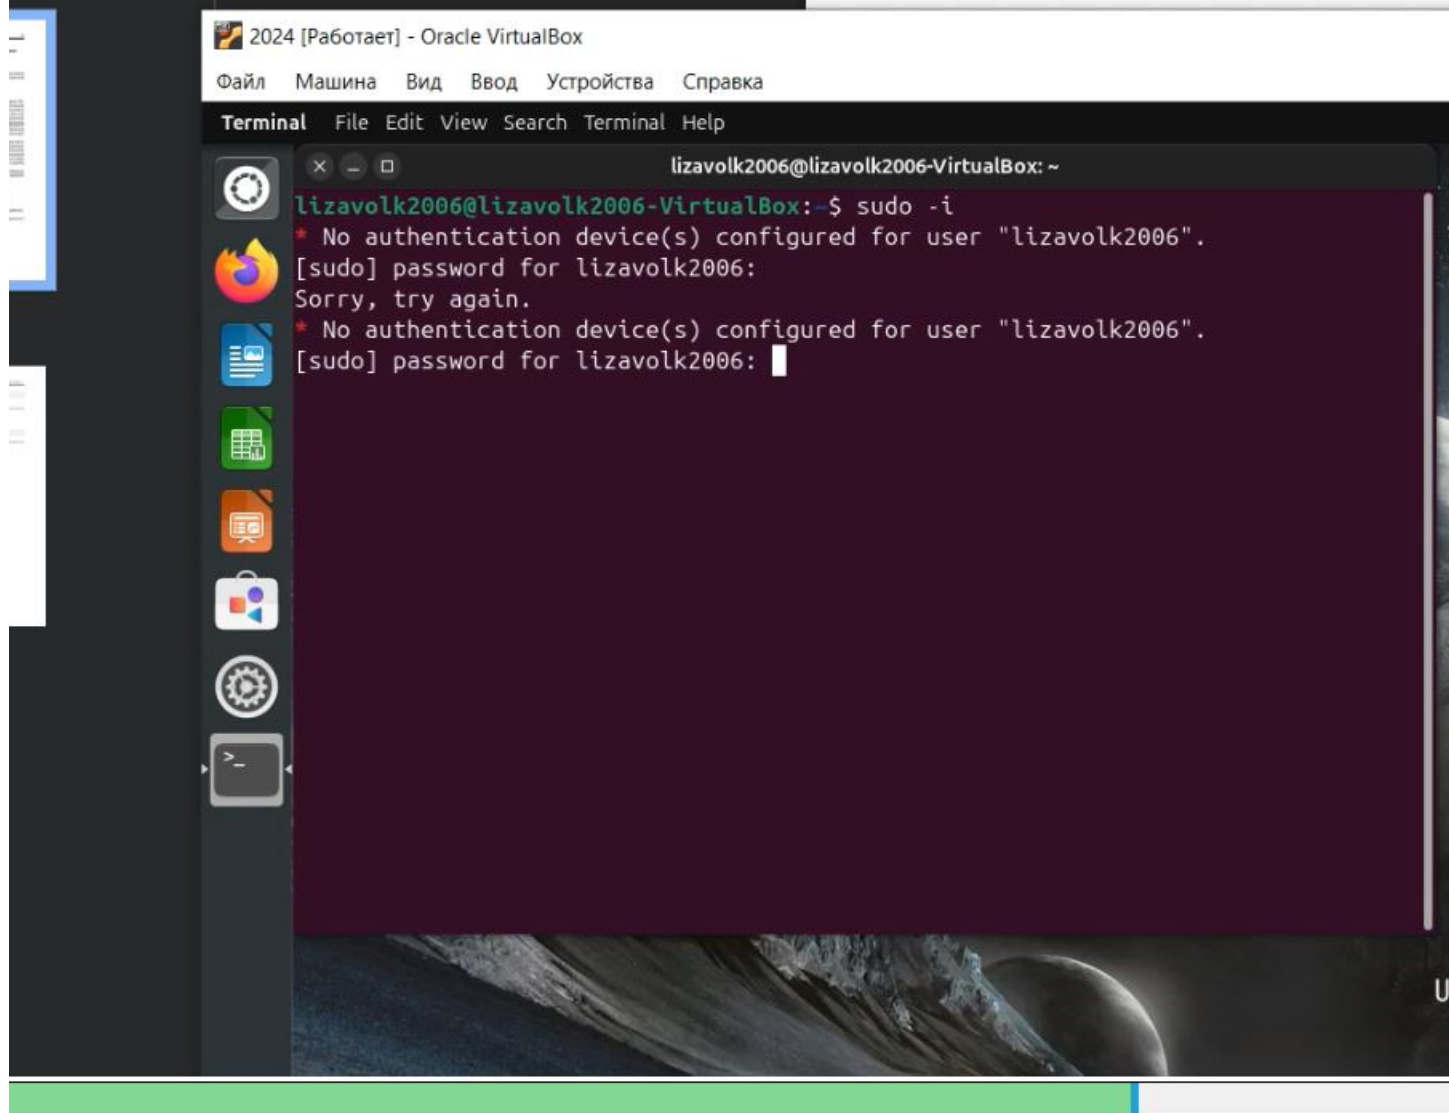 2024 [Работает] - Oracle VirtualBox
Файл Машина Вид Ввод Устройства Справка
Terminal File Edit View Search Terminal Help
lizavolk2006@lizavolk2006-VirtualBox: ~
lizavolk2006@lizavolk2006-VirtualBox:~$ sudo -i
* No authentication device(s) configured for user "lizavolk2006".
[sudo] password for lizavolk2006:
Sorry, try again.
* No authentication device(s) configured for user "lizavolk2006".
[sudo] password for lizavolk2006:
>_
U